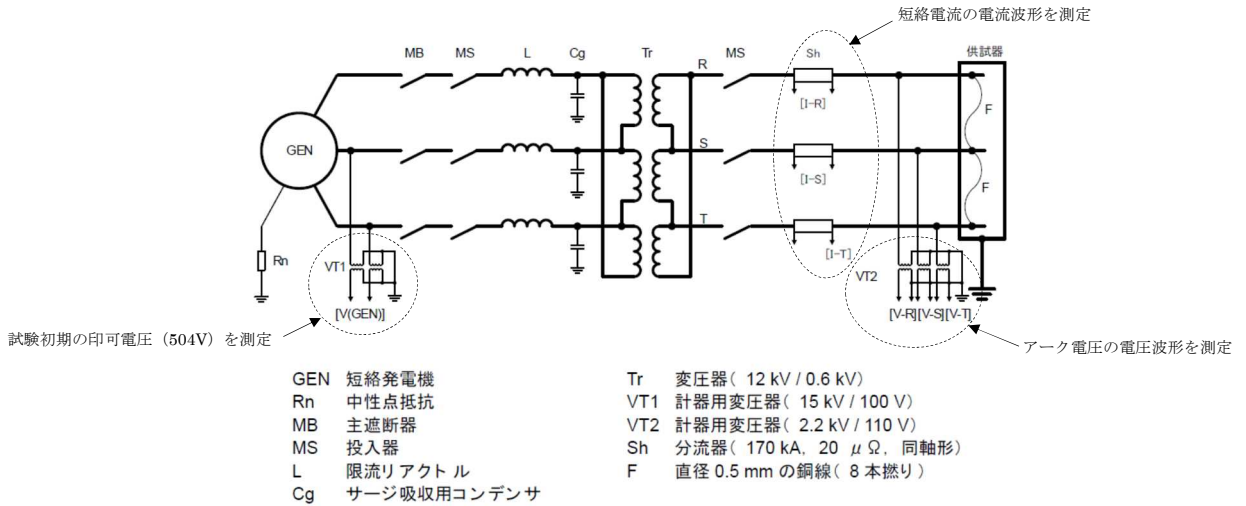 短絡電流の電流波形を測定
MB MS L Cg Tr R MS Sh 供試器
[I-R]
F
GEN
S
[I-S]
F
T
Rn
VT1
[I-T]
VT2
[V(GEN)]
[V-R][V-S][V-T]
試験初期の印可電圧（504V）を測定
アーク電圧の電圧波形を測定
GEN 短絡発電機
Rn 中性点抵抗
MB 主遮断器
MS 投入器
L 限流リアクトル
Cg サージ吸収用コンデンサ
Tr 変圧器( 12 kV / 0.6 kV)
VT1 計器用変圧器( 15 kV / 100 V)
VT2 計器用変圧器( 2.2 kV / 110 V)
Sh 分流器( 170 kA, 20 μΩ, 同軸形)
F 直径 0.5 mm の銅線( 8 本撚り)